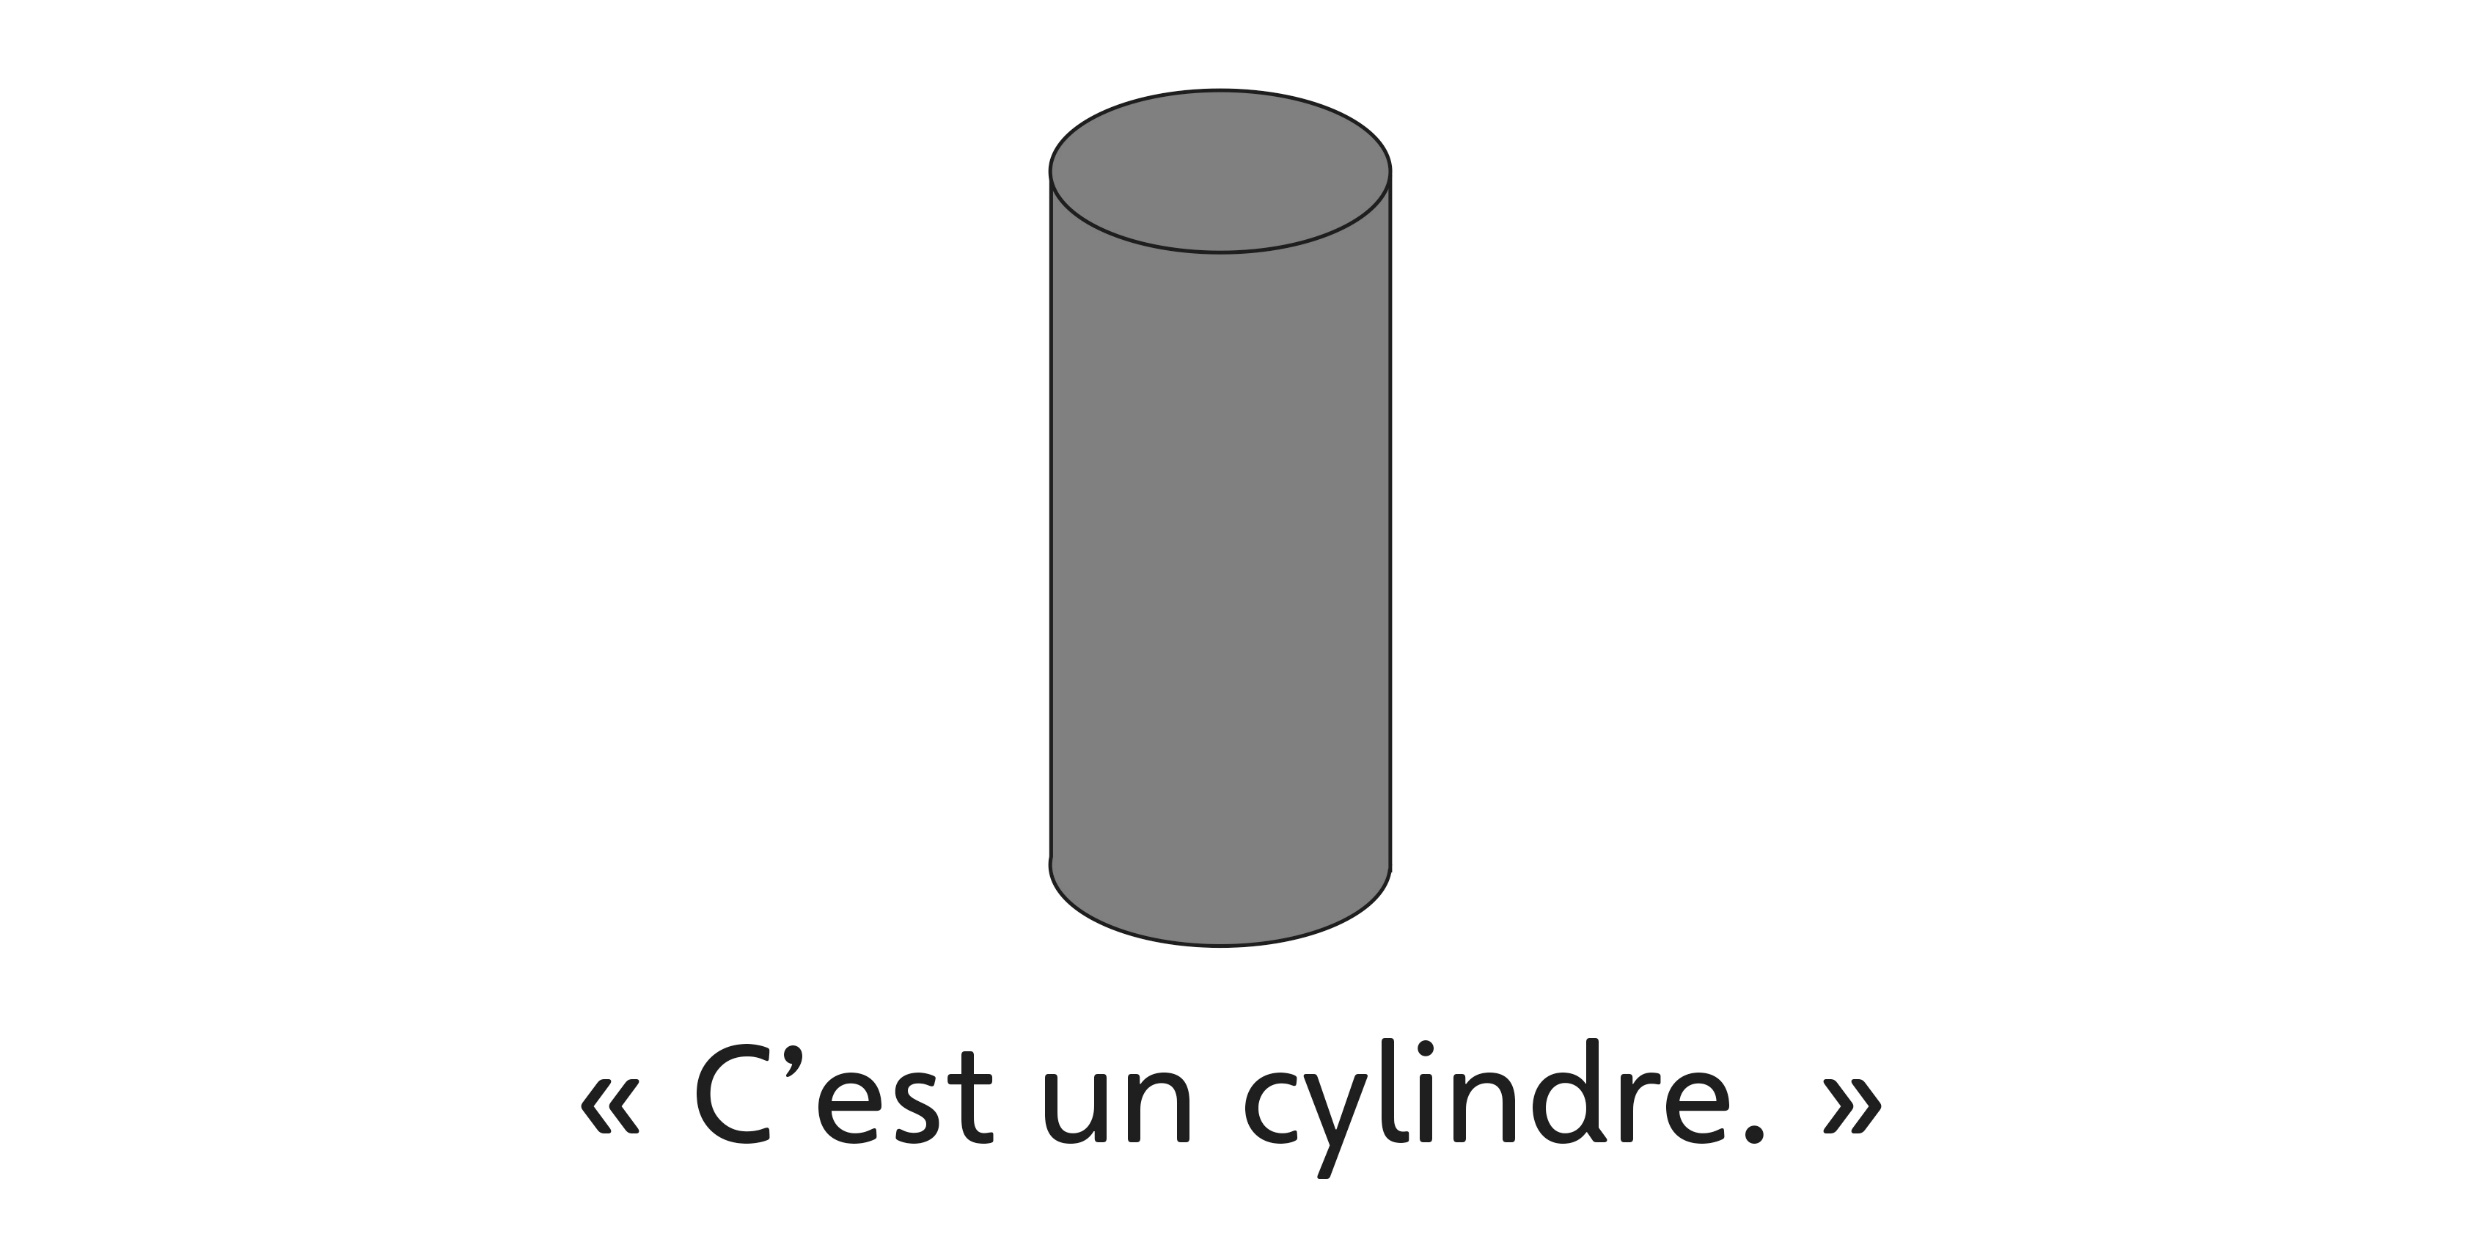 « C’est un cylindre. »